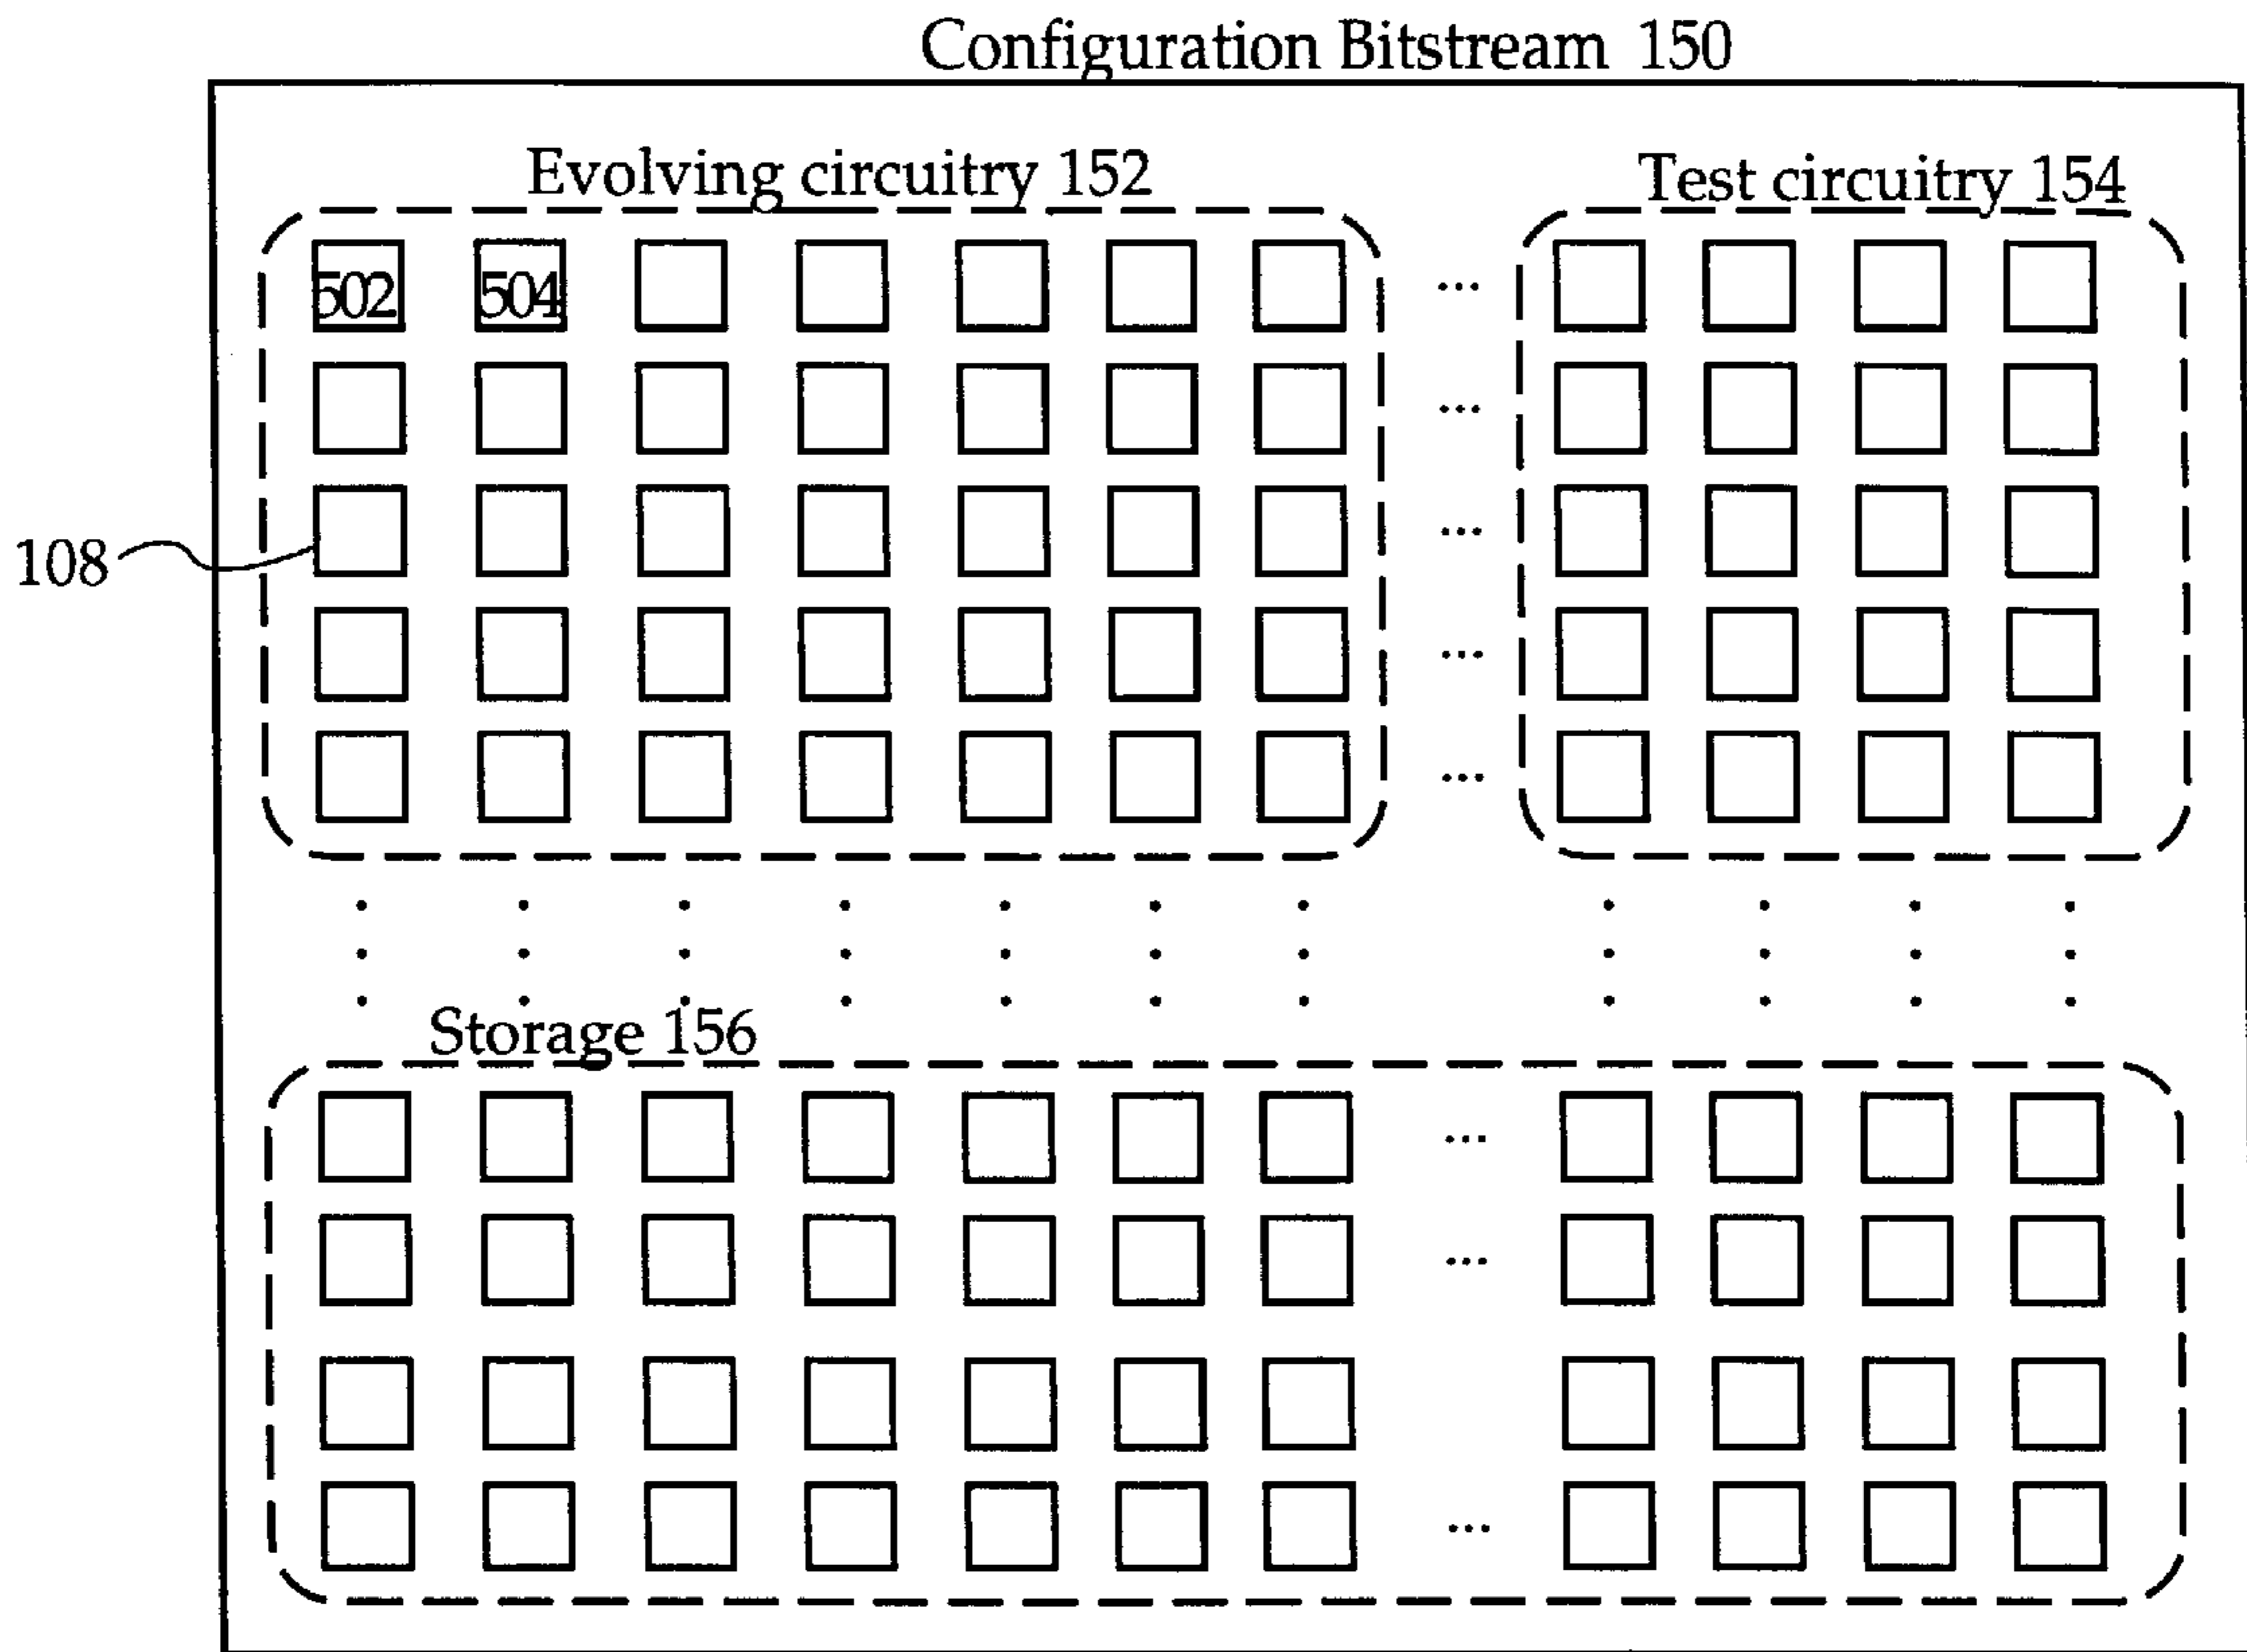 Configuration Bitstream 150
Evolving circuitry 152
Test circuitry 154
502 504
...
...
...
108
...
...
Storage 156
...
...
...